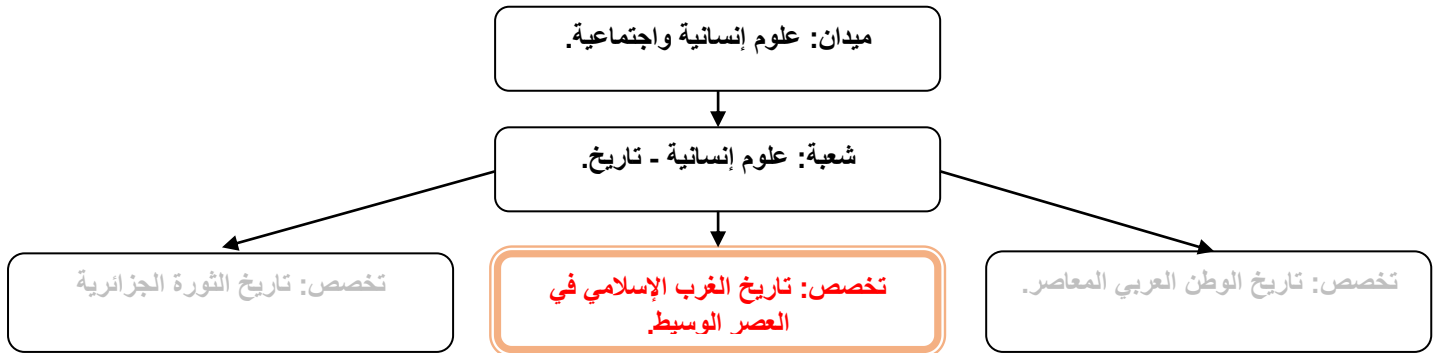 ميدان: علوم إنسانية واجتماعية.
شعبة: علوم إنسانية - تاريخ.
تخصص: تاريخ الوطن العربي المعاصر.
تخصص: تاريخ الغرب الإسلامي في
العصر الوسيط.
تخصص: تاريخ الثورة الجزائرية